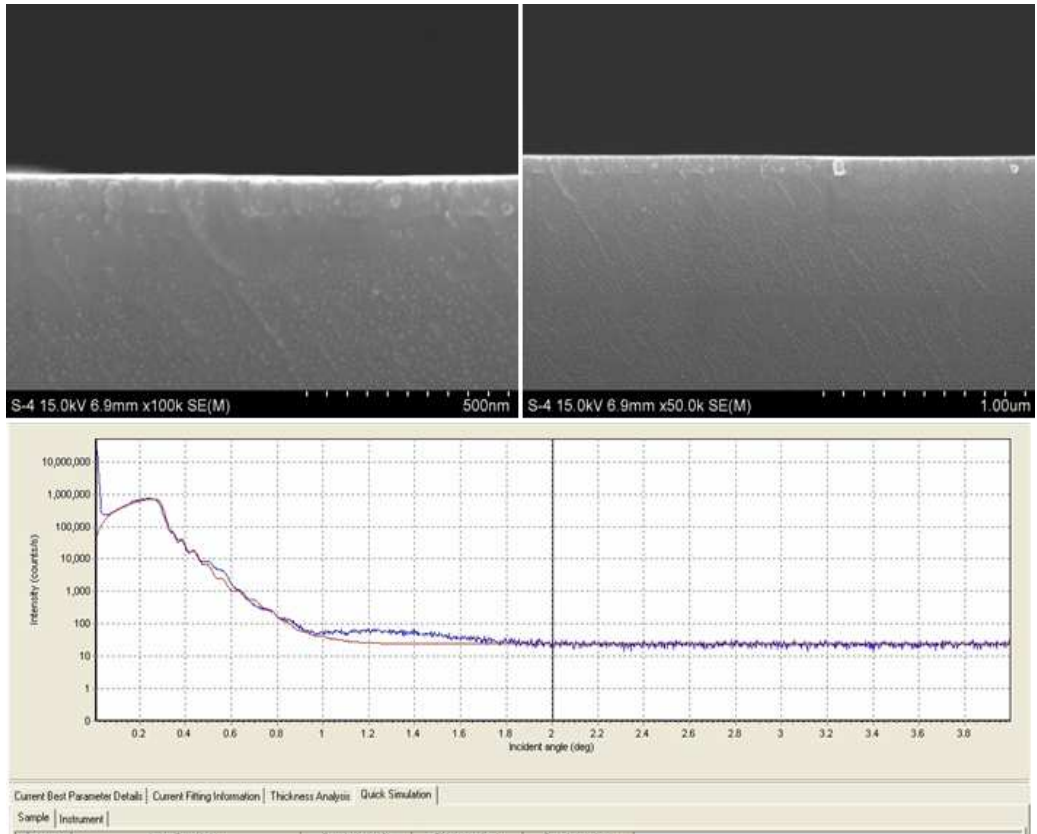 S-4 15.0kV 6.9mm x100k SE(M) 500nm
S-4 15.0kV 6.9mm x50.0k SE(M) 1.00um
10,000,000
1,000,000
100,000
10,000
1,000
100
10
1
0
Intensity (counts/s)
0.2 0.4 0.6 0.8 1 1.2 1.4 1.6 1.8 2 2.2 2.4 2.6 2.8 3 3.2 3.4 3.6 3.8
Incident angle (deg)
Current Best Parameter Details Current Fitting Information Thickness Analysis Quick Simulation
Sample Instrument